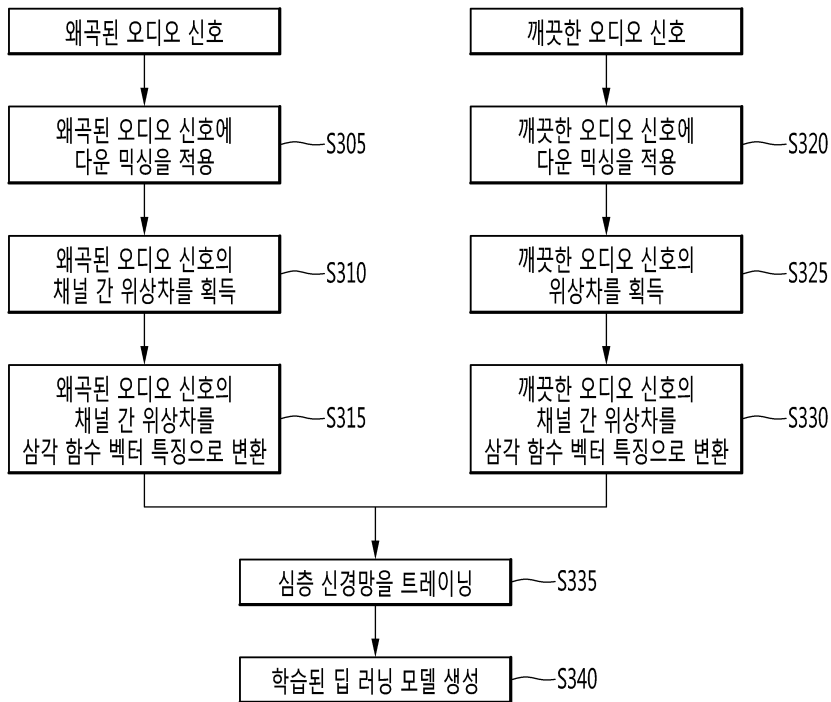 왜곡된 오디오 신호
깨끗한 오디오 신호
왜곡된 오디오 신호에
다운 믹싱을 적용
S305
깨끗한 오디오 신호에
다운 믹싱을 적용
S320
왜곡된 오디오 신호의
채널 간 위상차를 획득
S310
깨끗한 오디오 신호의
위상차를 획득
S325
왜곡된 오디오 신호의
채널 간 위상차를
삼각 함수 벡터 특징으로 변환
S315
깨끗한 오디오 신호의
채널 간 위상차를
삼각 함수 벡터 특징으로 변환
S330
심층 신경망을 트레이닝
S335
학습된 딥 러닝 모델 생성
S340